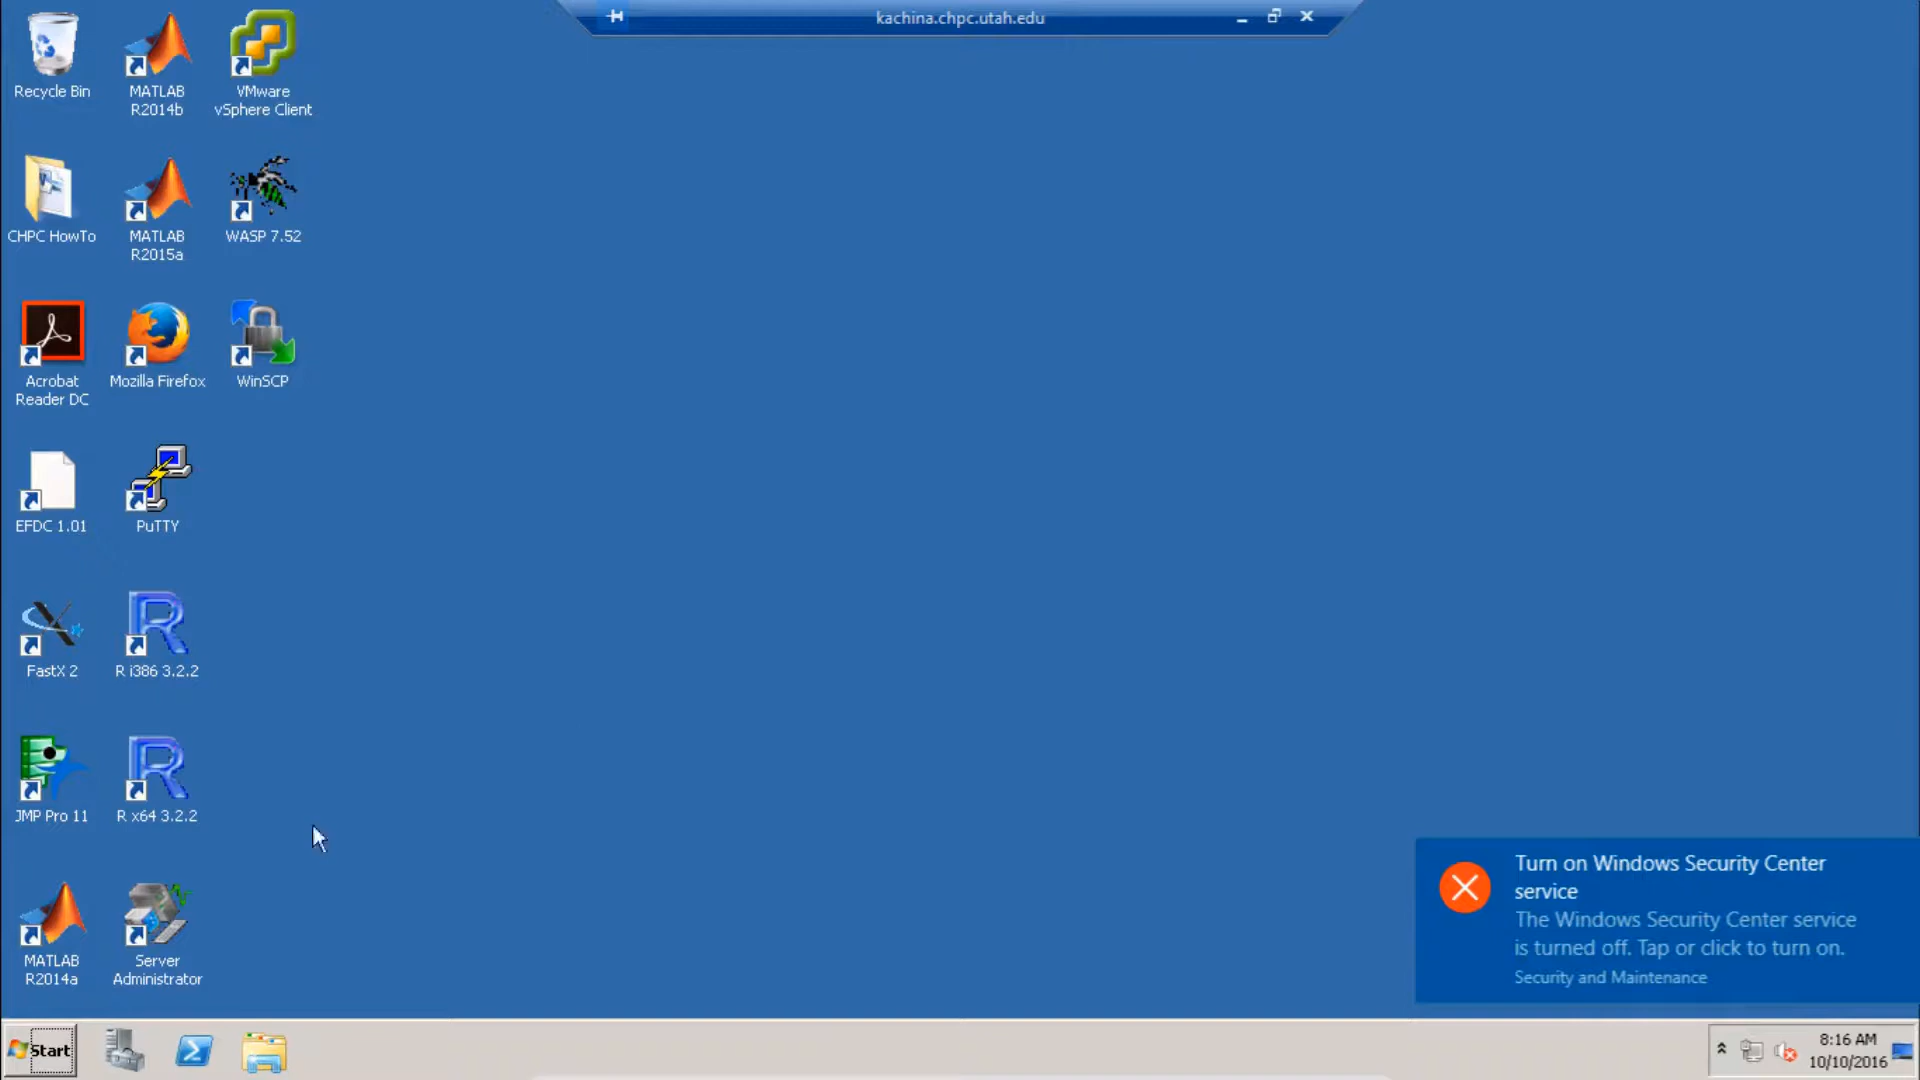 kachina.chpc.utah.edu
Recycle Bin
MATLAB
R2014b
VMware
vSphere Client
CHPC HowTo
MATLAB
R2015a
WASP 7.52
Acrobat
Reader DC
Mozilla Firefox
WinSCP
EFDC 1.01
PuTTY
FastX 2
R i386 3.2.2
JMP Pro 11
R x64 3.2.2
MATLAB
R2014a
Server
Administrator
Turn on Windows Security Center
service
The Windows Security Center service
is turned off. Tap or click to turn on.
Security and Maintenance
Start
8:16 AM
10/10/2016